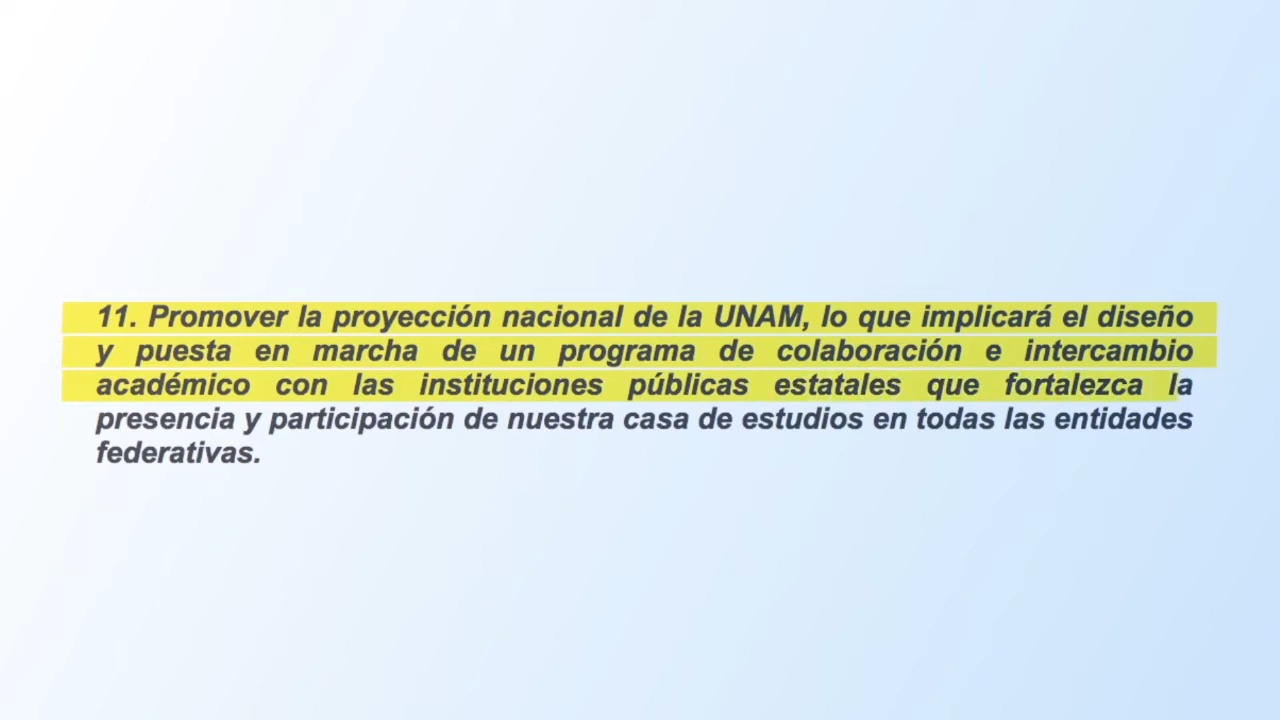 11. Promover la proyección nacional de la UNAM, lo que implicará el diseño
y puesta en marcha de un programa de colaboración e intercambio
académico con las instituciones públicas estatales que fortalezca la
presencia y participación de nuestra casa de estudios en todas las entidades
federativas.